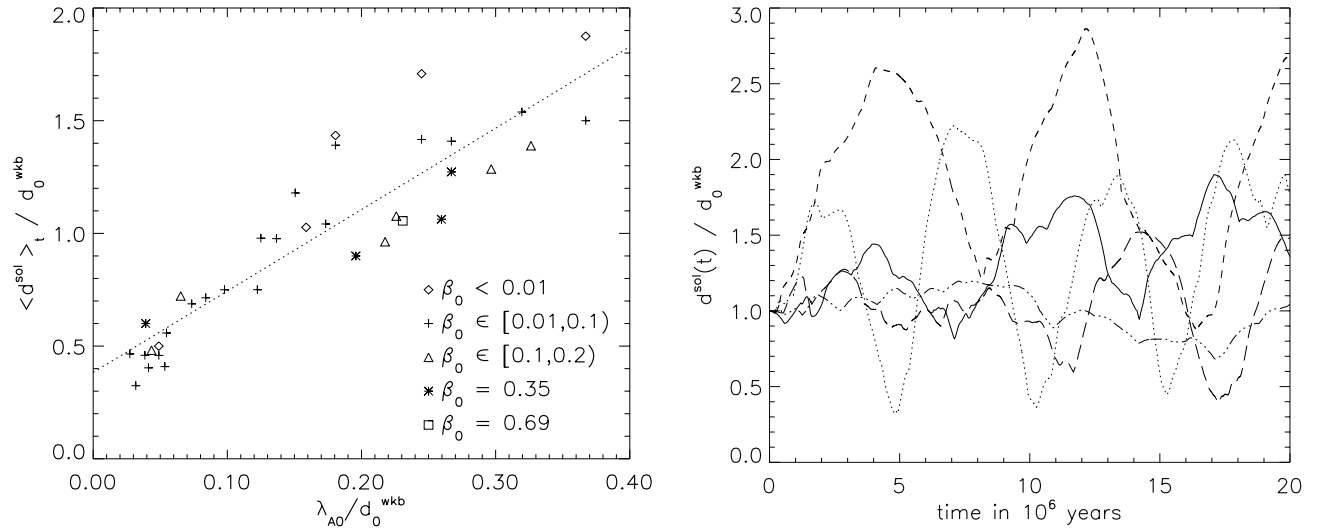 2.0
1.5
1.0
0.5
0.0
<d^sol>_t / d_0^wkb
β_0 < 0.01
β_0 ∈ [0.01,0.1)
β_0 ∈ [0.1,0.2)
β_0 = 0.35
β_0 = 0.69
0.00 0.10 0.20 0.30 0.40
λ_A0/d_0^wkb
3.0
2.5
2.0
1.5
1.0
0.5
0.0
d^sol(t) / d_0^wkb
0 5 10 15 20
time in 10^6 years